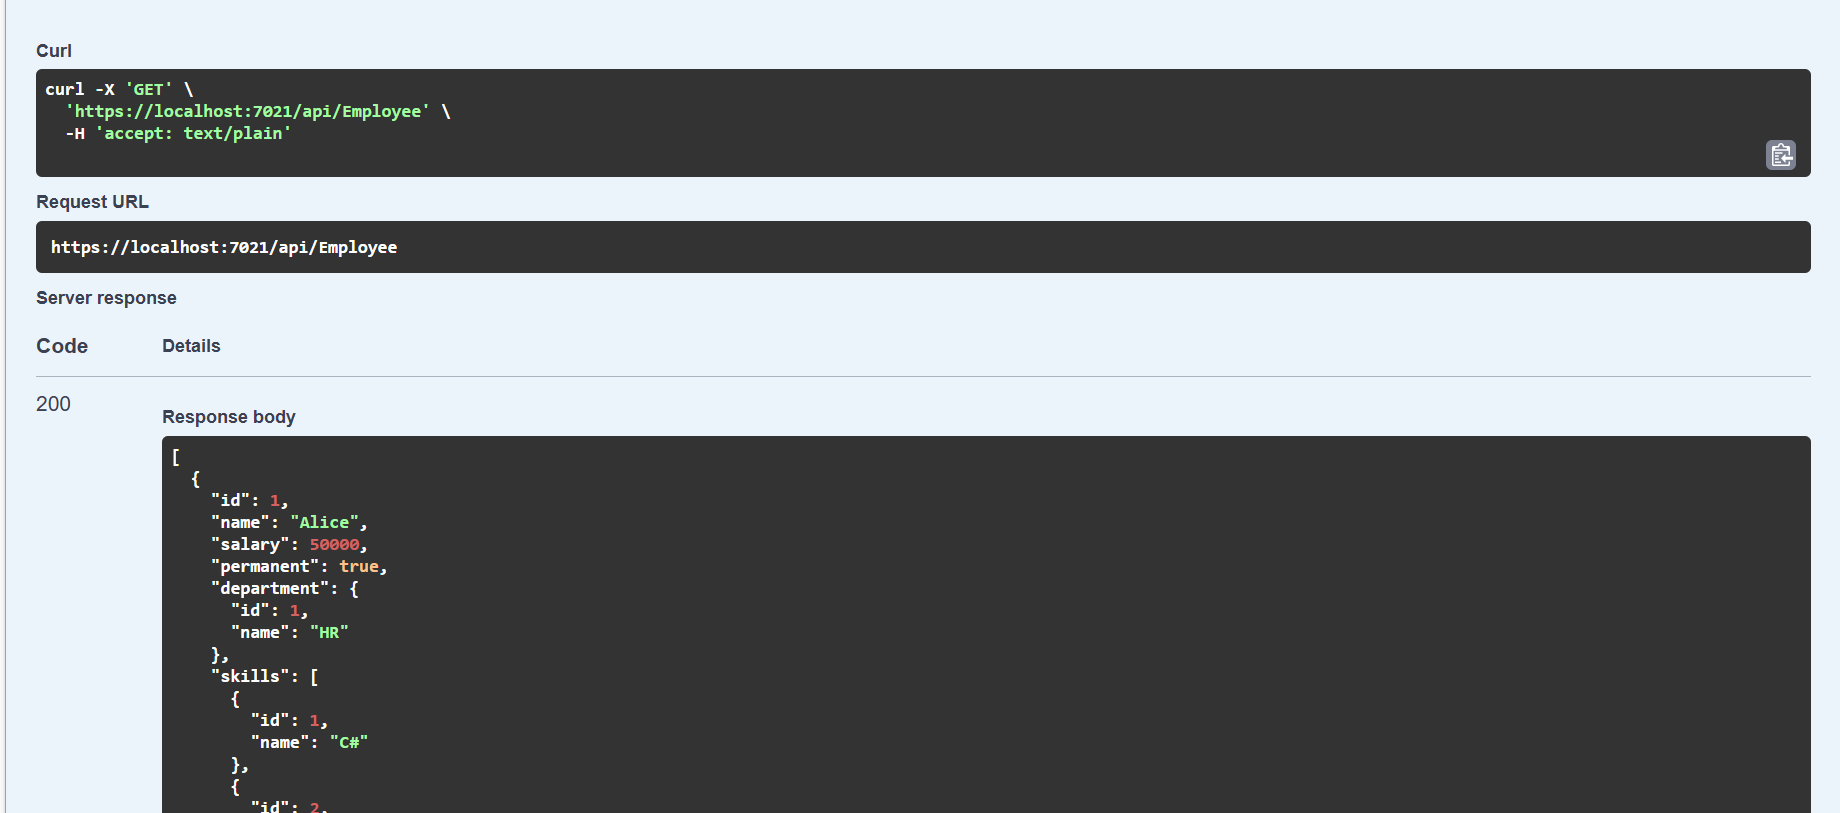 Curl
curl -X 'GET' \
  'https://localhost:7021/api/Employee' \
  -H 'accept: text/plain'
Request URL
https://localhost:7021/api/Employee
Server response
Code Details
200
Response body
[
  {
    "id": 1,
    "name": "Alice",
    "salary": 50000,
    "permanent": true,
    "department": {
      "id": 1,
      "name": "HR"
    },
    "skills": [
      {
        "id": 1,
        "name": "C#"
      },
      {
        "id": 2,